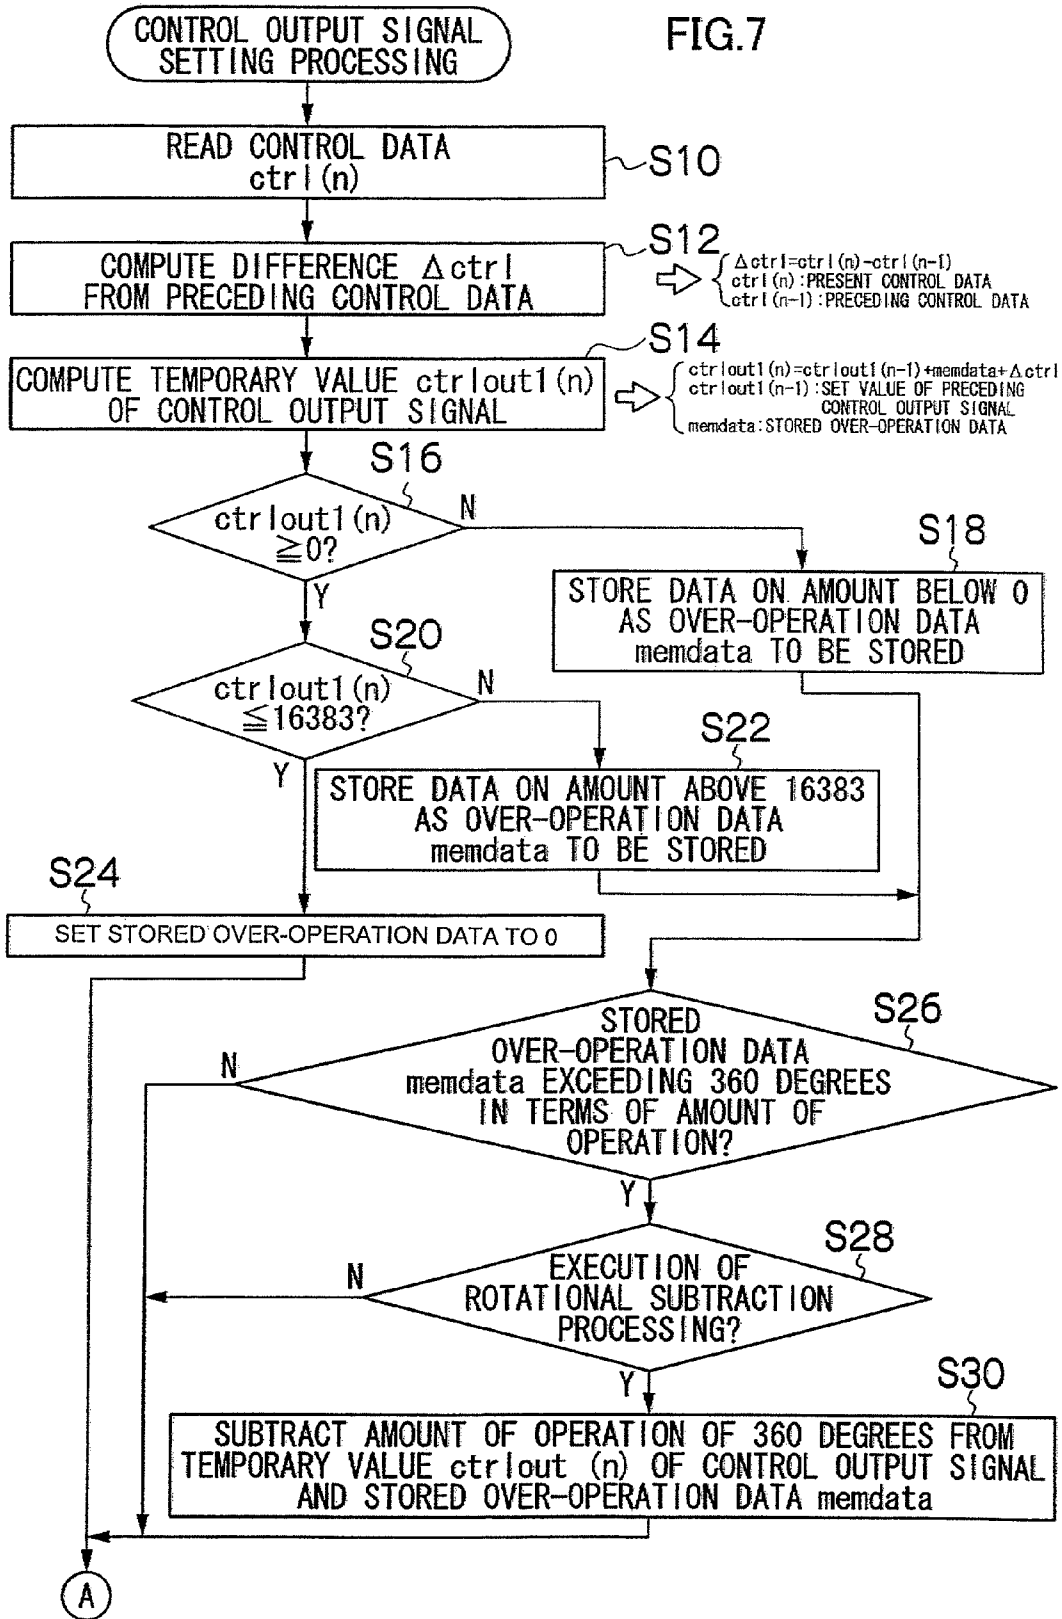 FIG.7
CONTROL OUTPUT SIGNAL
SETTING PROCESSING
READ CONTROL DATA
ctrl(n)
S10
COMPUTE DIFFERENCE Δctrl
FROM PRECEDING CONTROL DATA
S12
Δctrl=ctrl(n)-ctrl(n-1)
ctrl(n):PRESENT CONTROL DATA
ctrl(n-1):PRECEDING CONTROL DATA
COMPUTE TEMPORARY VALUE ctrlout1(n)
OF CONTROL OUTPUT SIGNAL
S14
ctrlout1(n)=ctrlout1(n-1)+memdata+Δctrl
ctrlout1(n-1):SET VALUE OF PRECEDING
CONTROL OUTPUT SIGNAL
memdata:STORED OVER-OPERATION DATA
S16
ctrlout1(n)
≧0?
N
Y
S18
STORE DATA ON AMOUNT BELOW 0
AS OVER-OPERATION DATA
memdata TO BE STORED
S20
ctrlout1(n)
≦16383?
N
Y
S22
STORE DATA ON AMOUNT ABOVE 16383
AS OVER-OPERATION DATA
memdata TO BE STORED
S24
SET STORED OVER-OPERATION DATA TO 0
S26
STORED
OVER-OPERATION DATA
memdata EXCEEDING 360 DEGREES
IN TERMS OF AMOUNT OF
OPERATION?
N
Y
S28
EXECUTION OF
ROTATIONAL SUBTRACTION
PROCESSING?
N
Y
S30
SUBTRACT AMOUNT OF OPERATION OF 360 DEGREES FROM
TEMPORARY VALUE ctrlout (n) OF CONTROL OUTPUT SIGNAL
AND STORED OVER-OPERATION DATA memdata
A